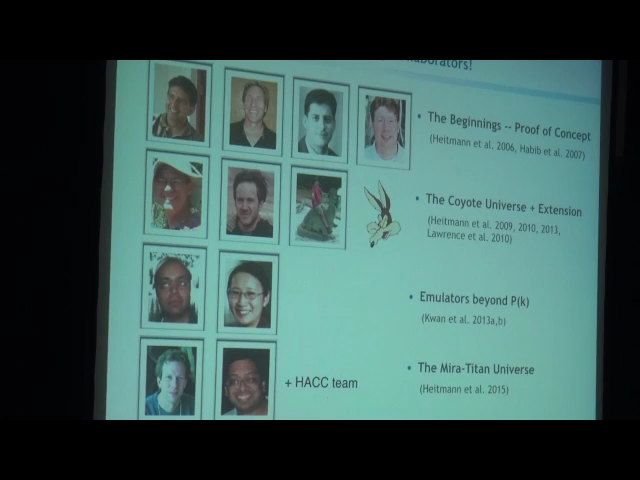 • The Beginnings -- Proof of Concept
(Heitmann et al. 2006, Habib et al. 2007)
• The Coyote Universe + Extension
(Heitmann et al. 2009, 2010, 2013,
Lawrence et al. 2010)
• Emulators beyond P(k)
(Kwan et al. 2013a,b)
• The Mira-Titan Universe
(Heitmann et al. 2015)
+ HACC team